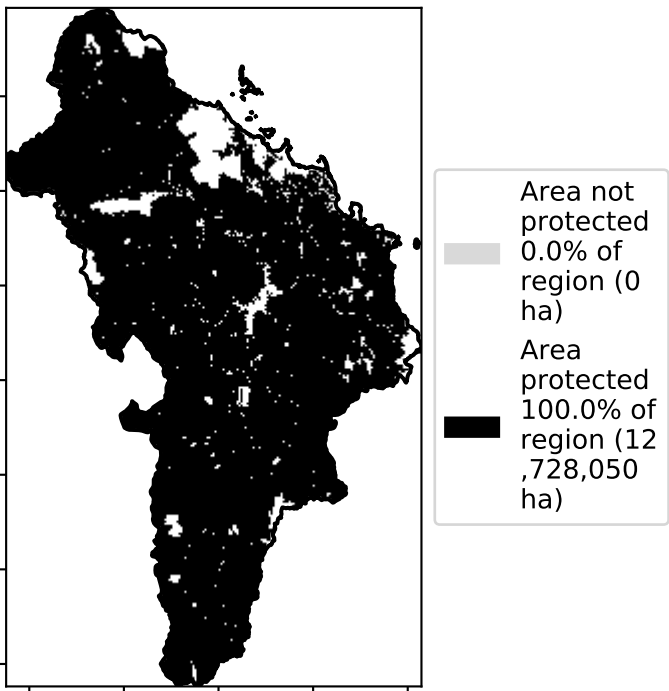 Area not
protected
0.0% of
region (0
ha)
Area
protected
100.0% of
region (12
,728,050
ha)